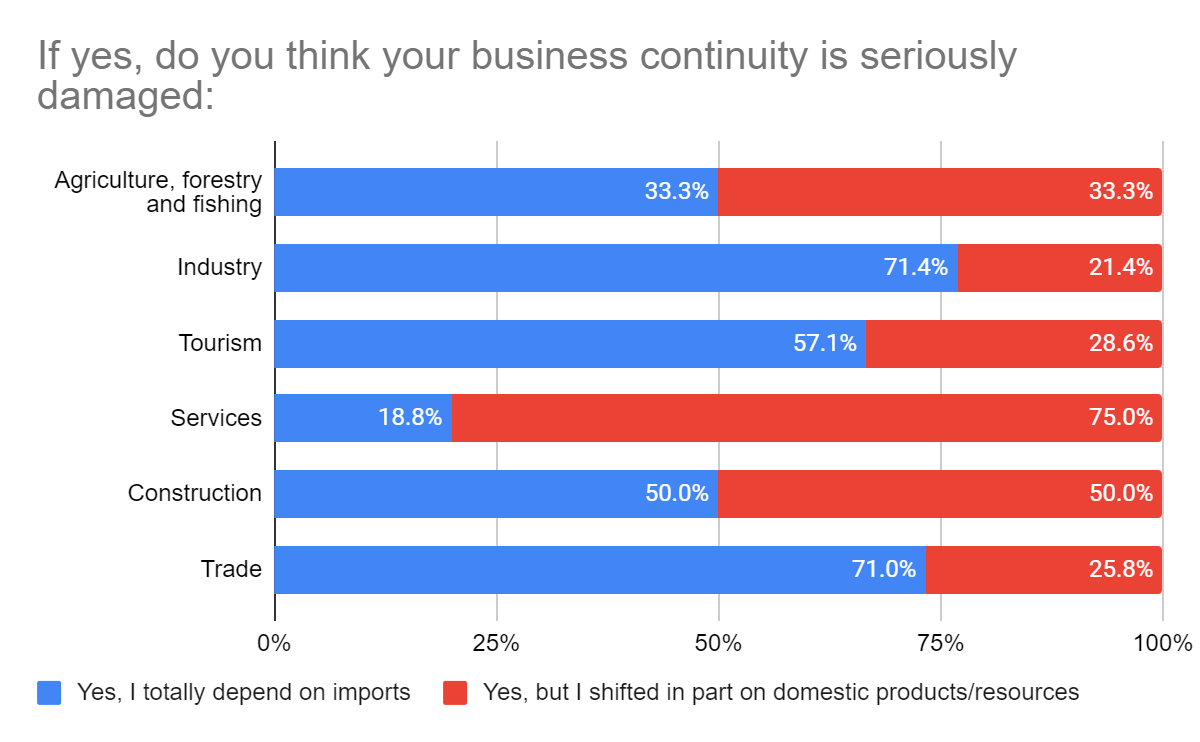 If yes, do you think your business continuity is seriously
damaged:
Agriculture, forestry
and fishing
33.3%
33.3%
Industry
71.4%
21.4%
Tourism
57.1%
28.6%
Services
18.8%
75.0%
Construction
50.0%
50.0%
Trade
71.0%
25.8%
0%
25%
50%
75%
100%
Yes, I totally depend on imports
Yes, but I shifted in part on domestic products/resources